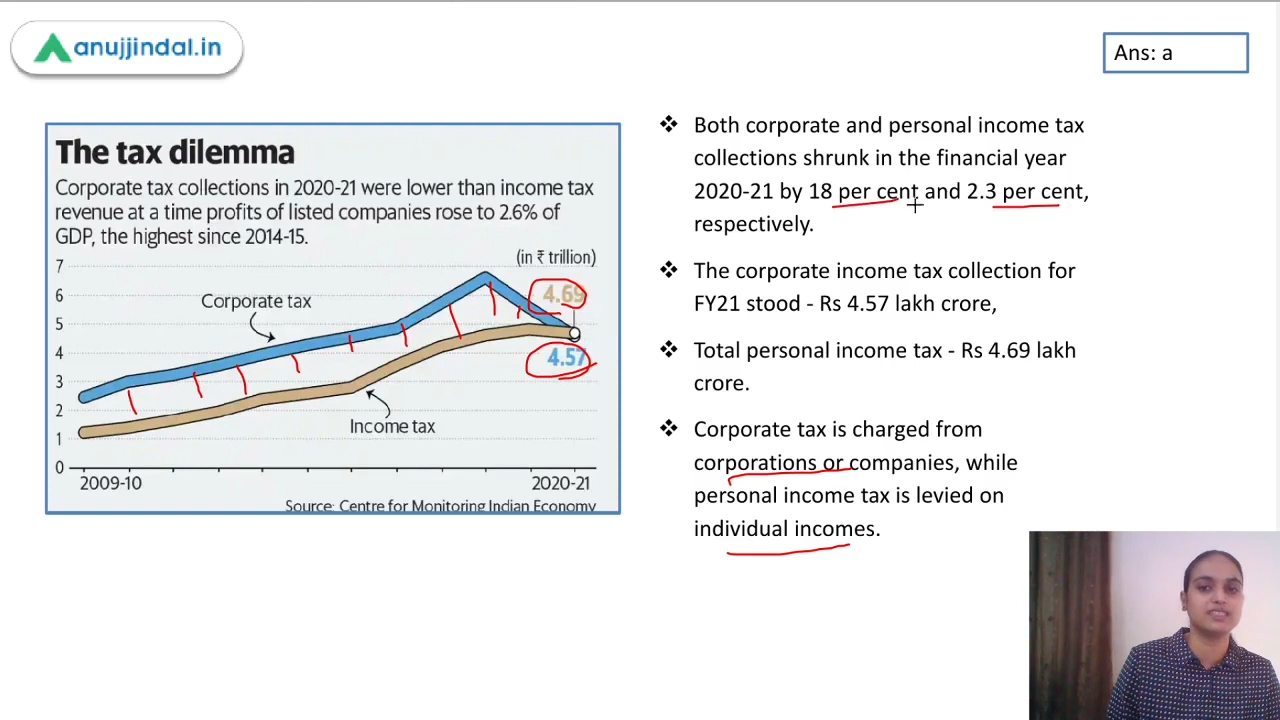 anujjindal.in
Ans: a
The tax dilemma
Corporate tax collections in 2020-21 were lower than income tax
revenue at a time profits of listed companies rose to 2.6% of
GDP, the highest since 2014-15.
(in ₹ trillion)
7
6
5
4
3
2
1
0
Corporate tax
4.69
4.57
Income tax
2009-10
2020-21
Source: Centre for Monitoring Indian Economy
❖ Both corporate and personal income tax
collections shrunk in the financial year
2020-21 by 18 per cent and 2.3 per cent,
respectively.
❖ The corporate income tax collection for
FY21 stood - Rs 4.57 lakh crore,
❖ Total personal income tax - Rs 4.69 lakh
crore.
❖ Corporate tax is charged from
corporations or companies, while
personal income tax is levied on
individual incomes.